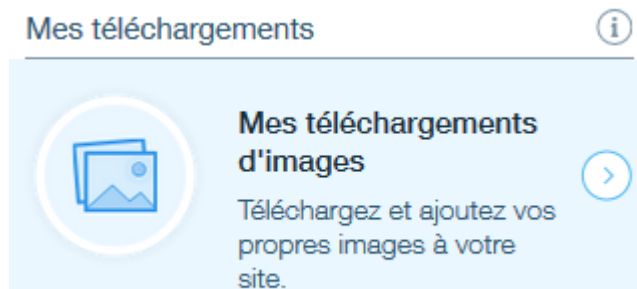 Mes téléchargements
Mes téléchargements
d'images
Téléchargez et ajoutez vos
propres images à votre
site.